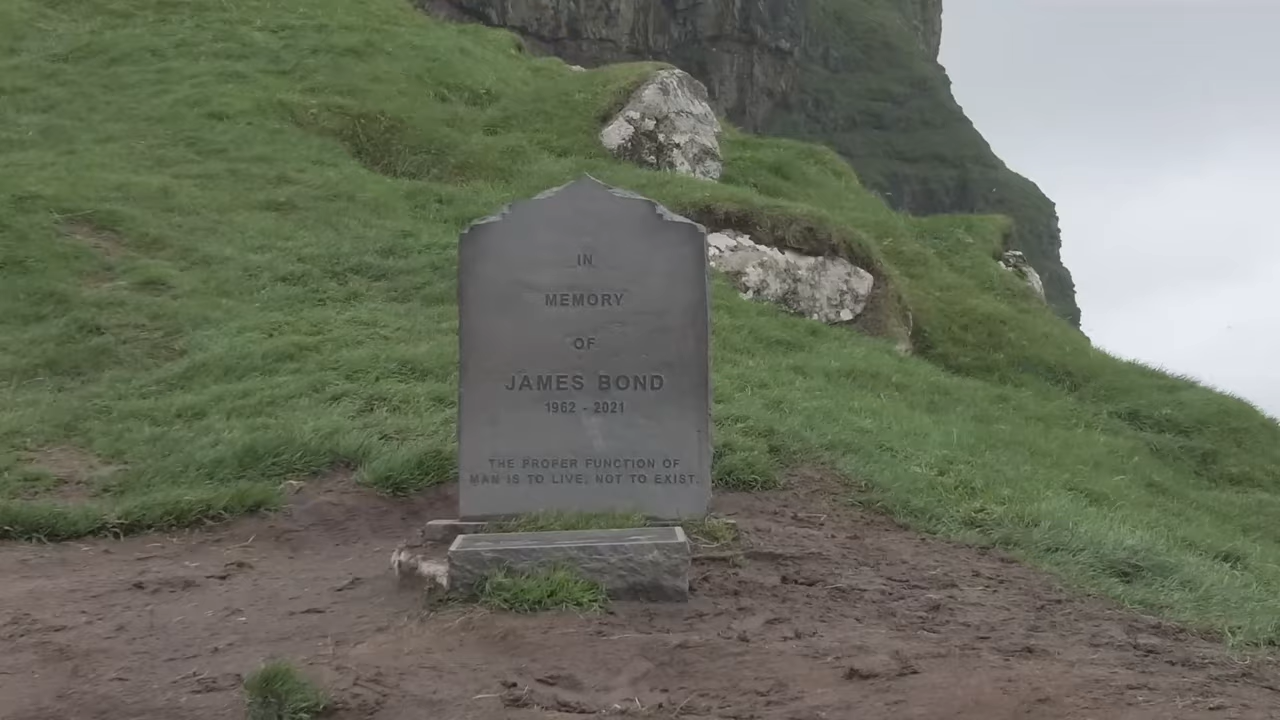 IN
MEMORY
OF
JAMES BOND
1962 - 2021
THE PROPER FUNCTION OF
MAN IS TO LIVE, NOT TO EXIST.